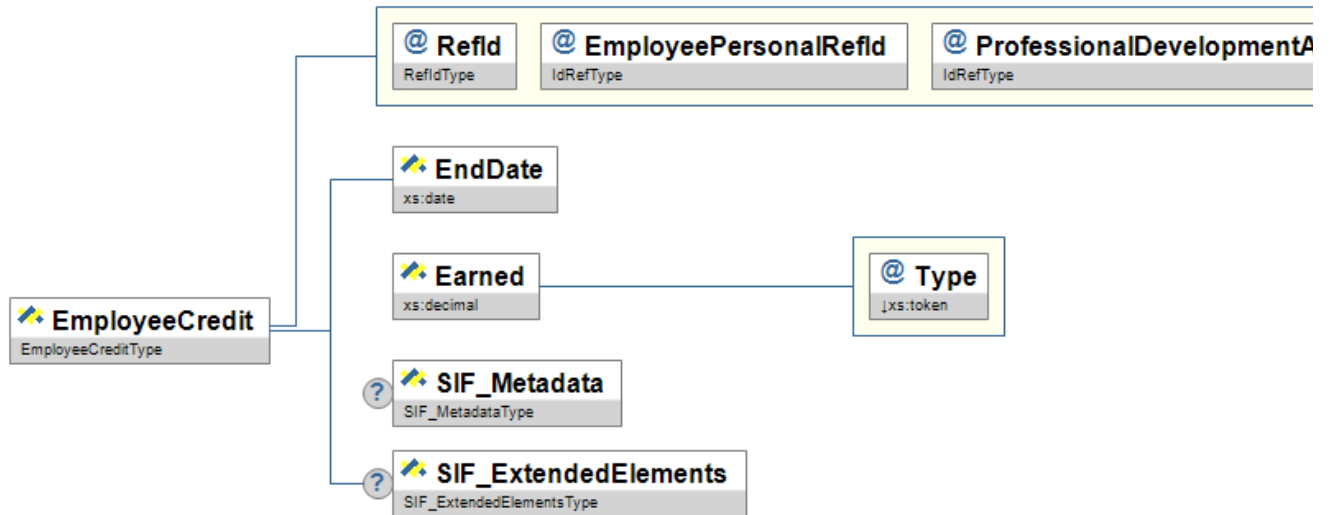 @ RefId @ EmployeePersonalRefId @ ProfessionalDevelopmentA
RefIdType IdRefType IdRefType
EndDate
xs:date
Earned @ Type
xs:decimal ↓xs:token
EmployeeCredit
EmployeeCreditType
? SIF_Metadata
SIF_MetadataType
? SIF_ExtendedElements
SIF_ExtendedElementsType